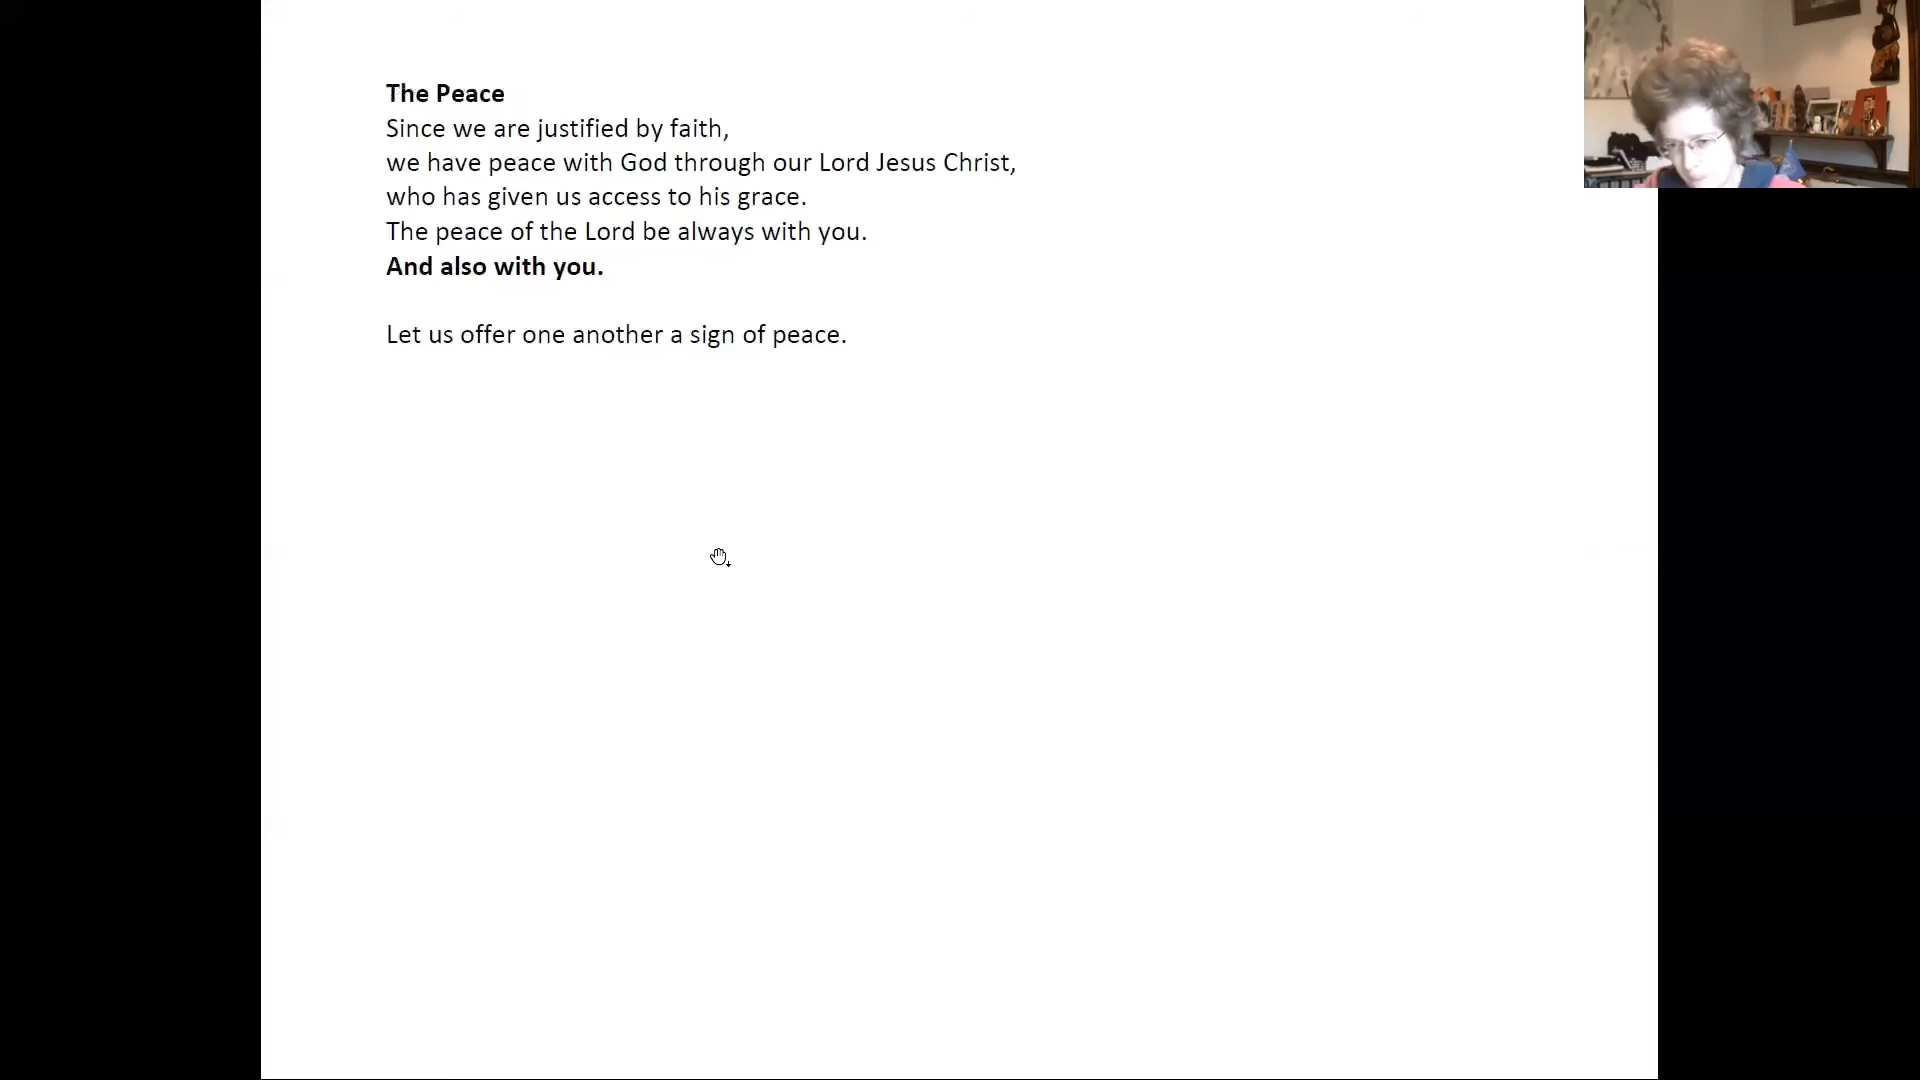 The Peace
Since we are justified by faith,
we have peace with God through our Lord Jesus Christ,
who has given us access to his grace.
The peace of the Lord be always with you.
And also with you.
Let us offer one another a sign of peace.